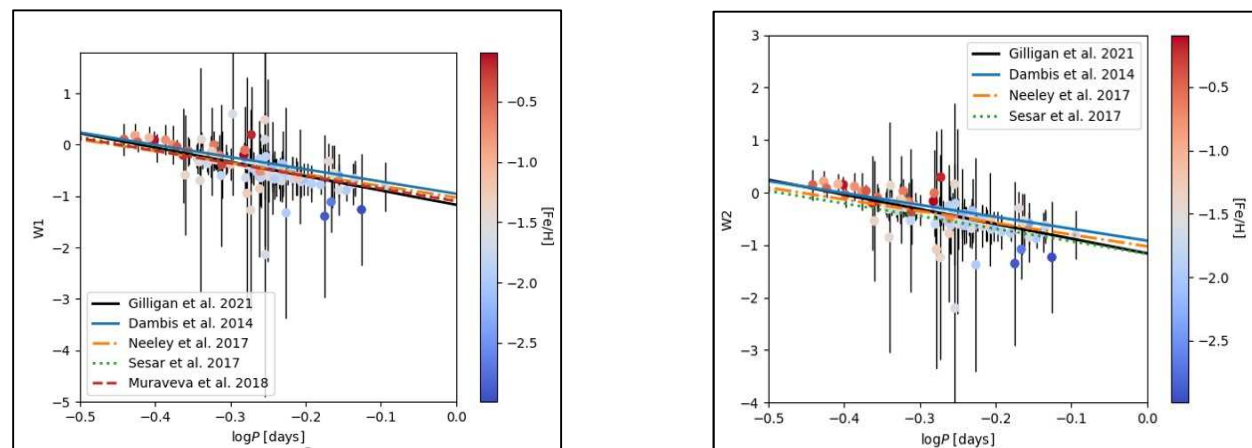 1
0
−1
−2
−3
−4
−5
W1
−0.5
−0.4
−0.3
−0.2
−0.1
0.0
logP [days]
Gilligan et al. 2021
Dambis et al. 2014
Neeley et al. 2017
Sesar et al. 2017
Muraveva et al. 2018
−0.5
−1.0
−1.5
−2.0
−2.5
[Fe/H]
3
2
1
0
−1
−2
−3
−4
W2
−0.5
−0.4
−0.3
−0.2
−0.1
0.0
logP [days]
Gilligan et al. 2021
Dambis et al. 2014
Neeley et al. 2017
Sesar et al. 2017
−0.5
−1.0
−1.5
−2.0
−2.5
[Fe/H]